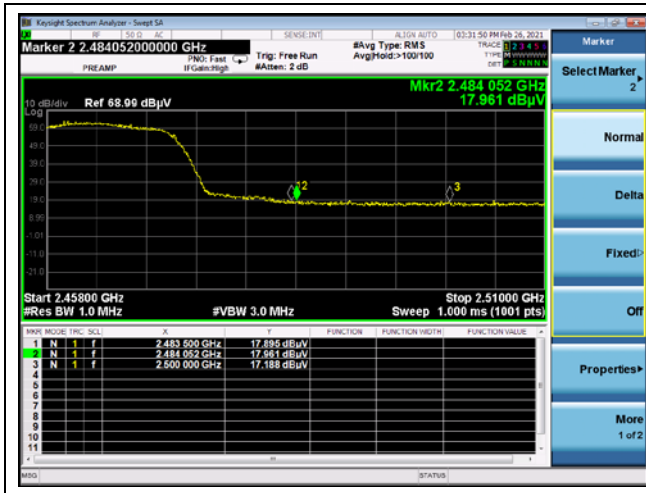 Keysight Spectrum Analyzer - Swept SA
RF 50 Ω AC SENSE:INT ALIGN AUTO 03:31:50 PM Feb 26, 2021
Marker 2 2.484052000000 GHz
#Avg Type: RMS
TRACE 1 2 3 4 5 6
PREAMP
PNO: Fast
IFGain:High
Trig: Free Run
#Atten: 2 dB
Avg|Hold:>100/100
TYPE
DET P S N N N N
Mkr2 2.484 052 GHz
17.961 dBµV
10 dB/div Ref 68.99 dBµV
Log
59.0
49.0
39.0
29.0
19.0
8.99
-1.01
-11.0
-21.0
12
3
Start 2.45800 GHz
Stop 2.51000 GHz
#Res BW 1.0 MHz #VBW 3.0 MHz Sweep 1.000 ms (1001 pts)
MKR MODE TRC SCL X Y FUNCTION FUNCTION WIDTH FUNCTION VALUE
1 N 1 f 2.483 500 GHz 17.895 dBµV
2 N 1 f 2.484 052 GHz 17.961 dBµV
3 N 1 f 2.500 000 GHz 17.188 dBµV
4
5
6
7
8
9
10
11
MSG STATUS
Marker
Select Marker
2
Normal
Delta
Fixed
Off
Properties
More
1 of 2